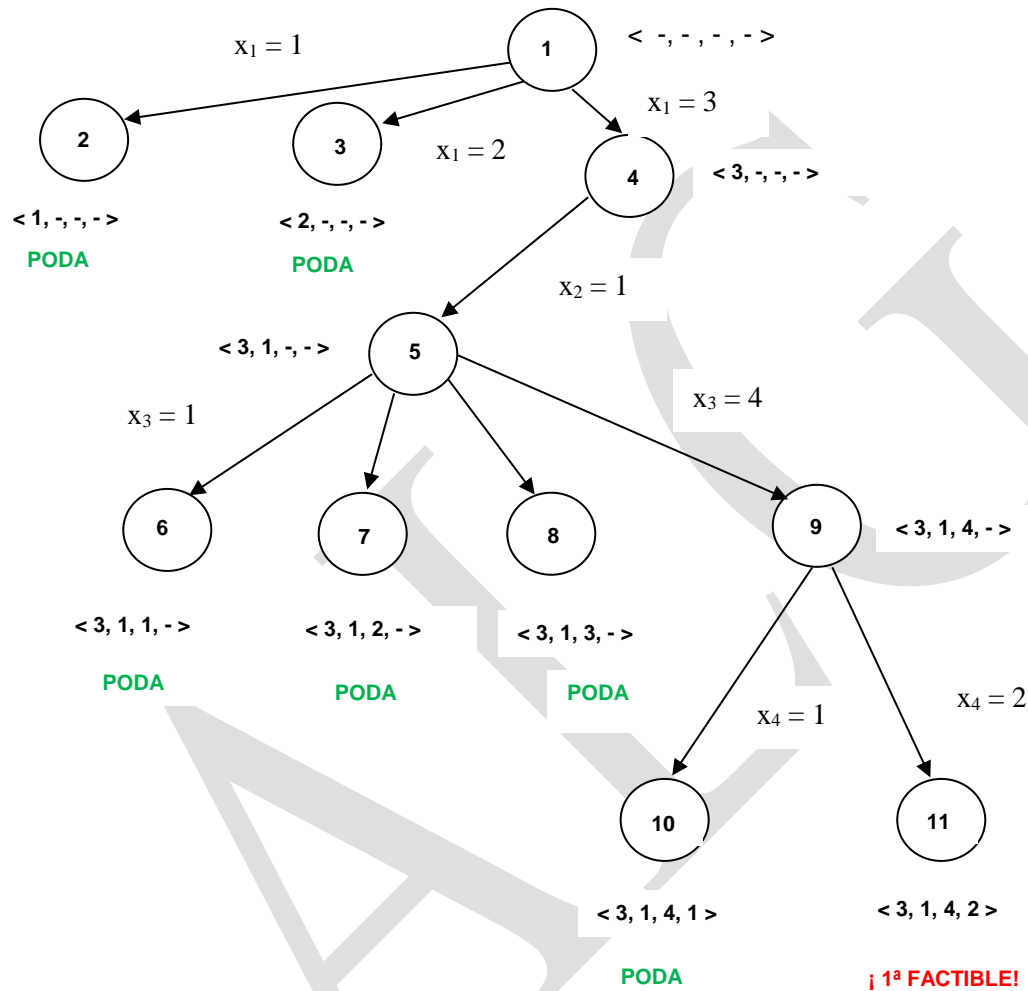 1
< -, - , - , - >
x₁ = 1
x₁ = 3
2
3
x₁ = 2
4
< 3, -, -, - >
< 1, -, -, - >
< 2, -, -, - >
PODA
PODA
x₂ = 1
< 3, 1, -, - >
5
x₃ = 1
x₃ = 4
6
7
8
9
< 3, 1, 4, - >
< 3, 1, 1, - >
< 3, 1, 2, - >
< 3, 1, 3, - >
PODA
PODA
PODA
x₄ = 1
x₄ = 2
10
11
< 3, 1, 4, 1 >
< 3, 1, 4, 2 >
PODA
¡ 1ª FACTIBLE!